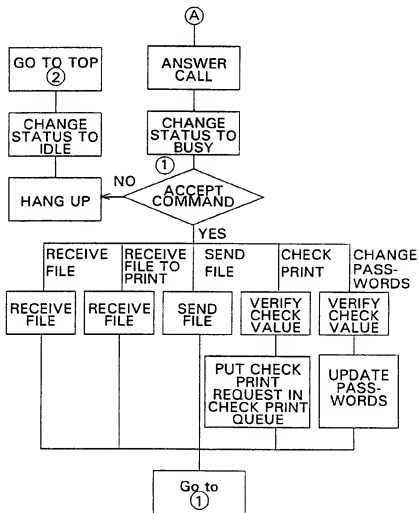 A
GO TO TOP
2
ANSWER
CALL
CHANGE
STATUS TO
IDLE
CHANGE
STATUS TO
BUSY
1
NO
HANG UP
ACCEPT
COMMAND
YES
RECEIVE
FILE
RECEIVE
FILE TO
PRINT
SEND
FILE
CHECK
PRINT
CHANGE
PASS-
WORDS
RECEIVE
FILE
RECEIVE
FILE
SEND
FILE
VERIFY
CHECK
VALUE
VERIFY
CHECK
VALUE
PUT CHECK
PRINT
REQUEST IN
CHECK PRINT
QUEUE
UPDATE
PASS-
WORDS
Go to
1